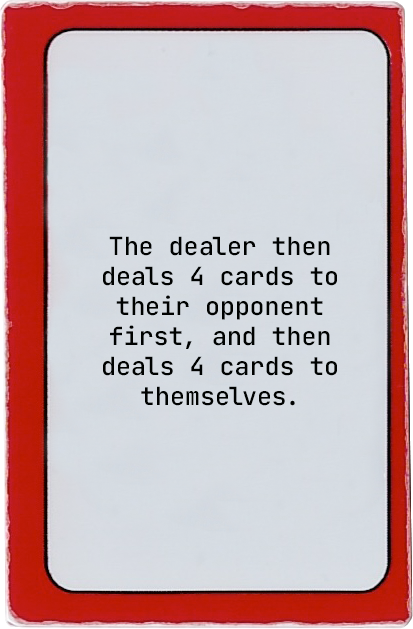 The dealer then
deals 4 cards to
their opponent
first, and then
deals 4 cards to
themselves.